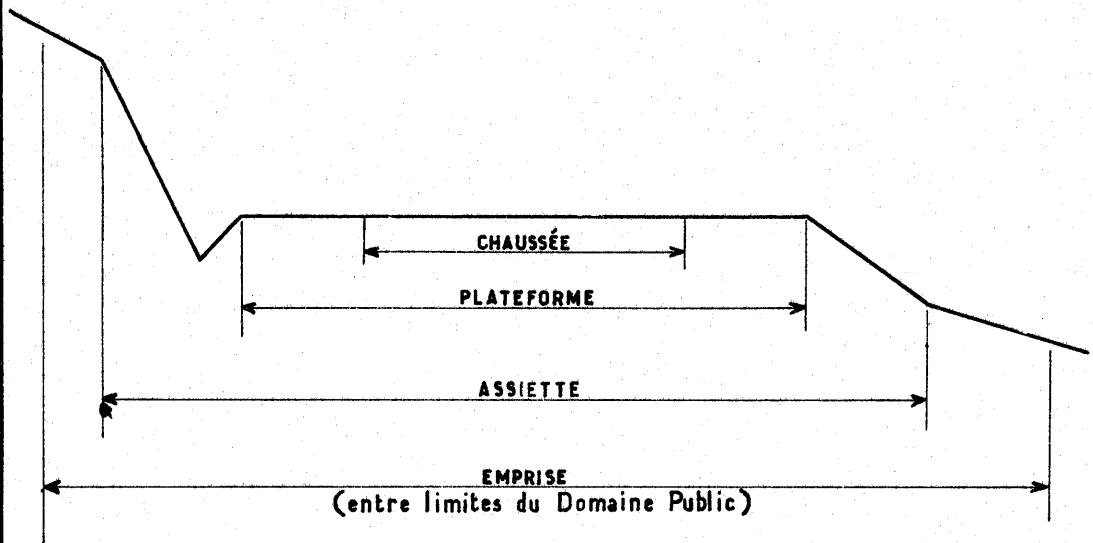 CHAUSSÉE
PLATEFORME
ASSIETTE
EMPRISE
(entre limites du Domaine Public)